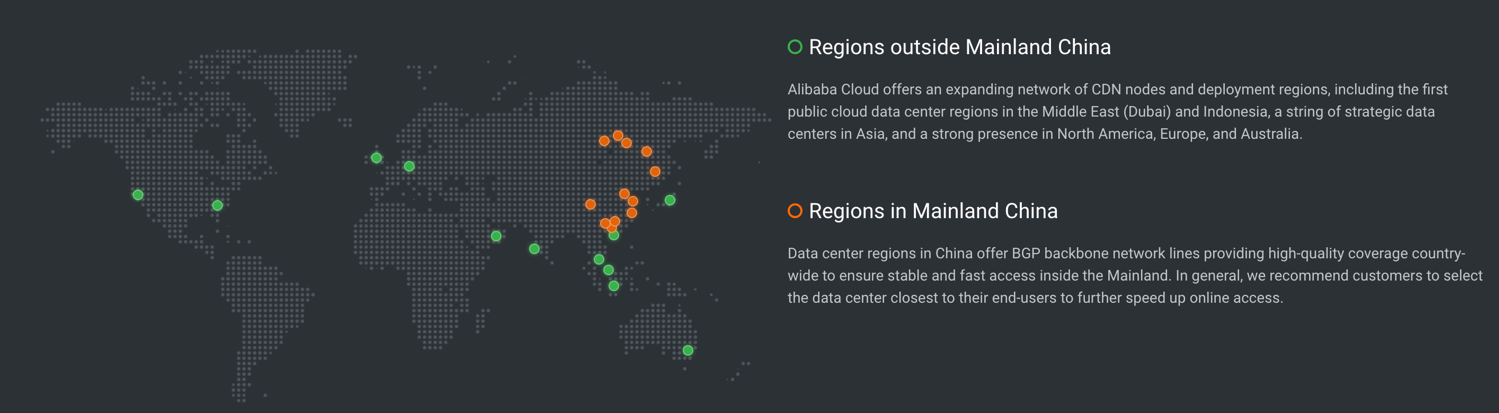 Regions outside Mainland China
Alibaba Cloud offers an expanding network of CDN nodes and deployment regions, including the first
public cloud data center regions in the Middle East (Dubai) and Indonesia, a string of strategic data
centers in Asia, and a strong presence in North America, Europe, and Australia.
Regions in Mainland China
Data center regions in China offer BGP backbone network lines providing high-quality coverage country-
wide to ensure stable and fast access inside the Mainland. In general, we recommend customers to select
the data center closest to their end-users to further speed up online access.